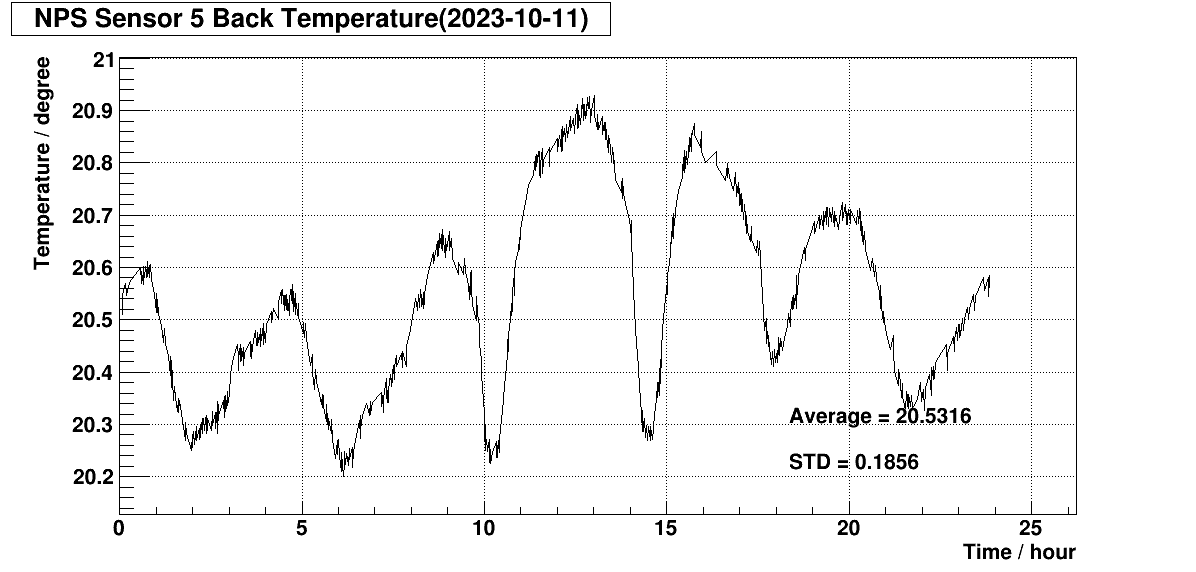 NPS Sensor 5 Back Temperature(2023-10-11)
Temperature / degree
21
20.9
20.8
20.7
20.6
20.5
20.4
20.3
20.2
Average = 20.5316
STD = 0.1856
0 5 10 15 20 25
Time / hour